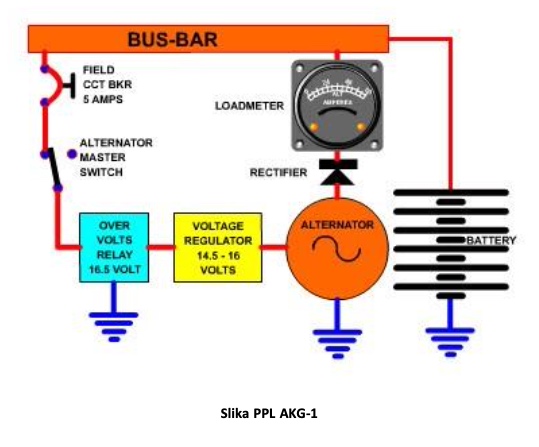 BUS-BAR
FIELD
CCT BKR
5 AMPS
LOADMETER
AMPERES
ALTERNATOR
MASTER
SWITCH
RECTIFIER
OVER
VOLTS
RELAY
16.5 VOLT
VOLTAGE
REGULATOR
14.5 - 16
VOLTS
ALTERNATOR
BATTERY
Slika PPL AKG-1